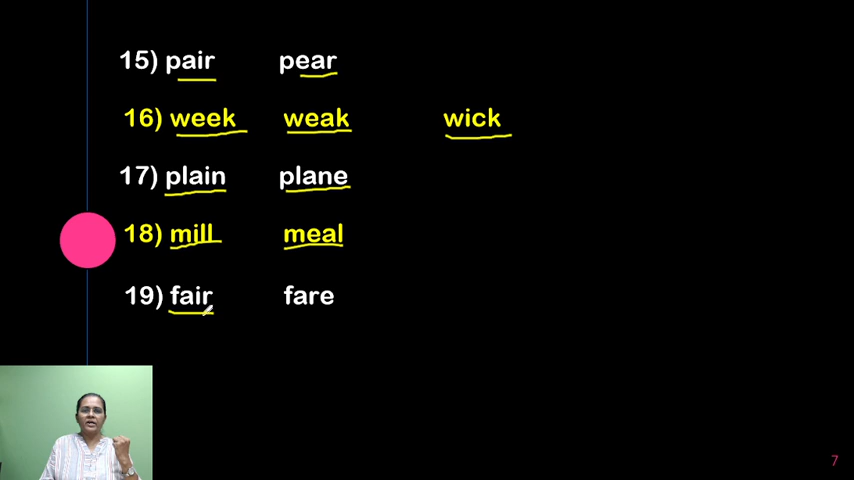 15) pair pear
16) week weak wick
17) plain plane
18) mill meal
19) fair fare
7